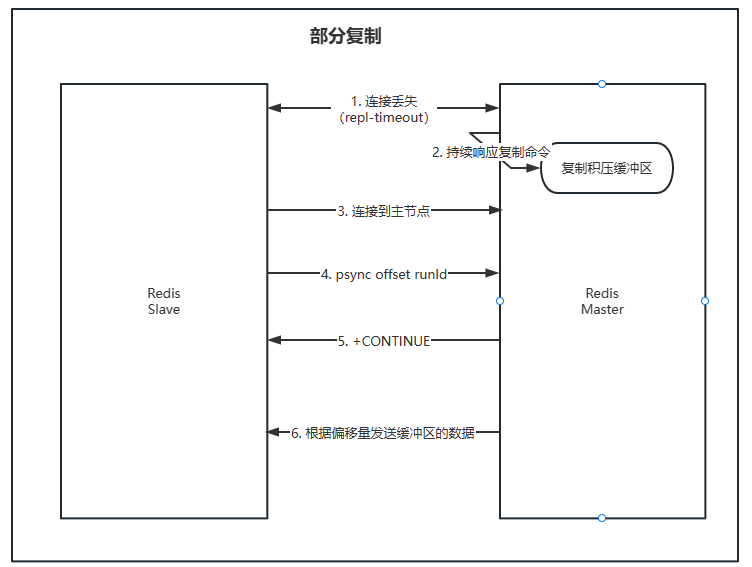 部分复制
1. 连接丢失
（repl-timeout）
2. 持续响应复制命令
复制积压缓冲区
3. 连接到主节点
4. psync offset runId
Redis
Slave
Redis
Master
5. +CONTINUE
6. 根据偏移量发送缓冲区的数据